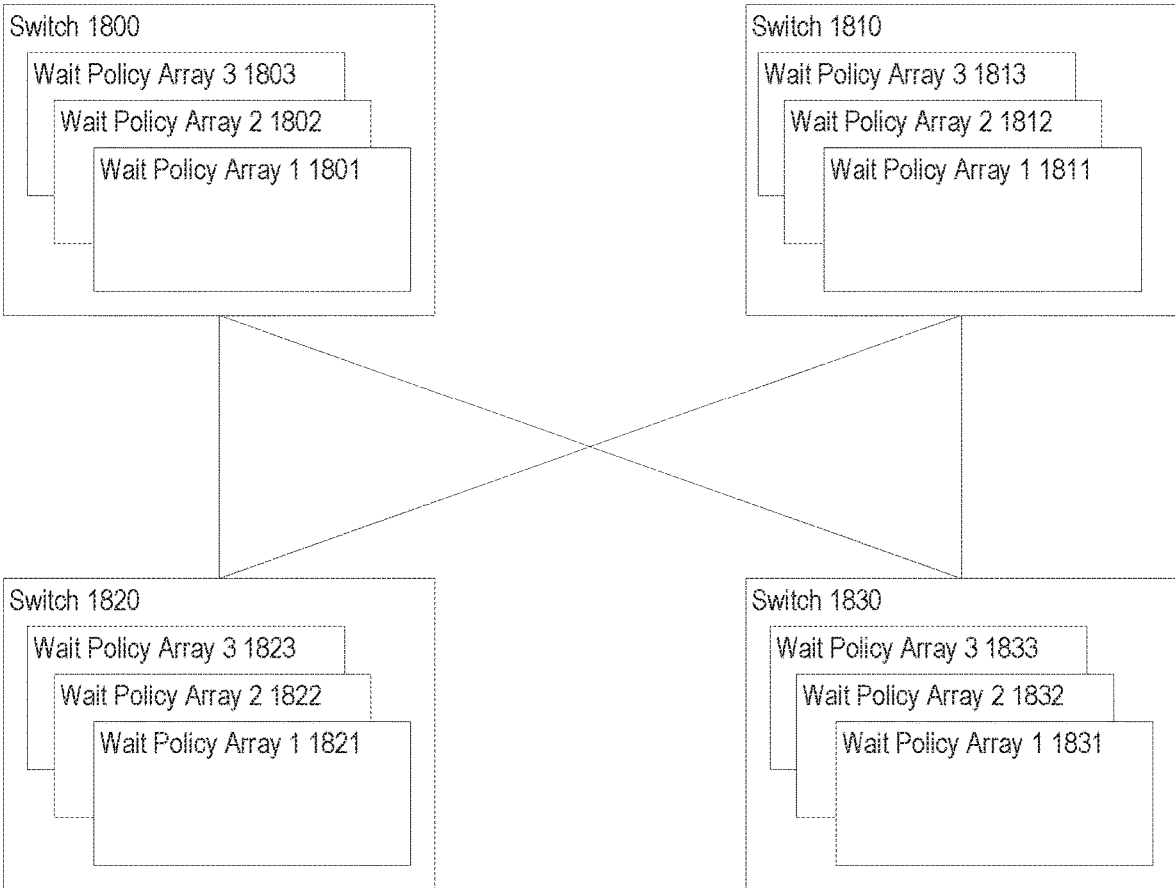 Switch 1800
Wait Policy Array 3 1803
Wait Policy Array 2 1802
Wait Policy Array 1 1801
Switch 1810
Wait Policy Array 3 1813
Wait Policy Array 2 1812
Wait Policy Array 1 1811
Switch 1820
Wait Policy Array 3 1823
Wait Policy Array 2 1822
Wait Policy Array 1 1821
Switch 1830
Wait Policy Array 3 1833
Wait Policy Array 2 1832
Wait Policy Array 1 1831